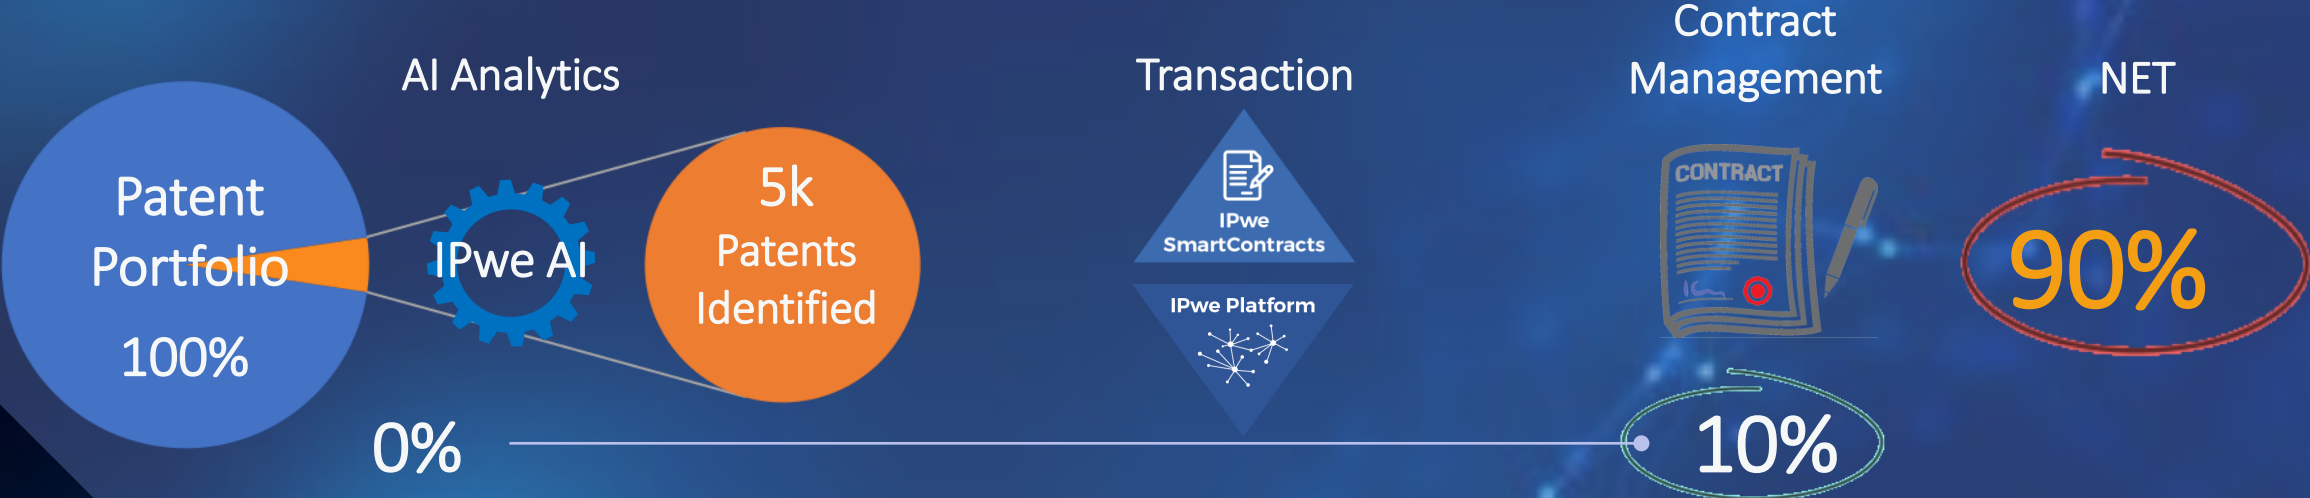 Patent
Portfolio
100%
AI Analytics
IPwe AI
5k
Patents
Identified
0%
Transaction
IPwe
SmartContracts
IPwe Platform
Contract
Management
CONTRACT
10%
NET
90%